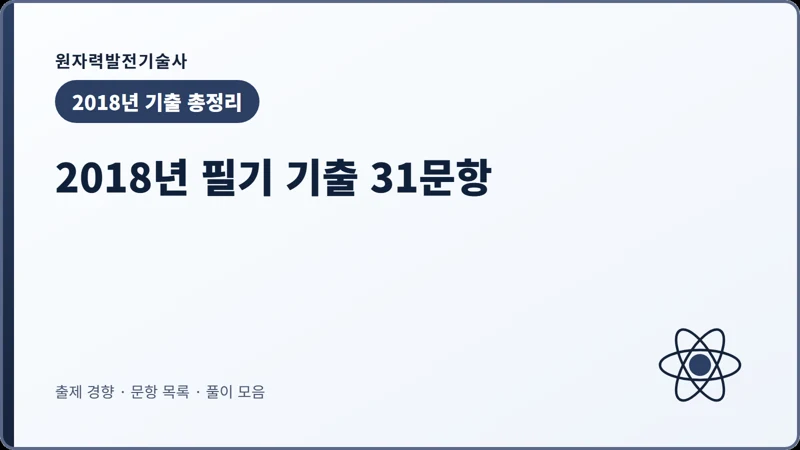 원자력발전기술사
2018년 기출 총정리
2018년 필기 기출 31문항
출제 경향 · 문항 목록 · 풀이 모음